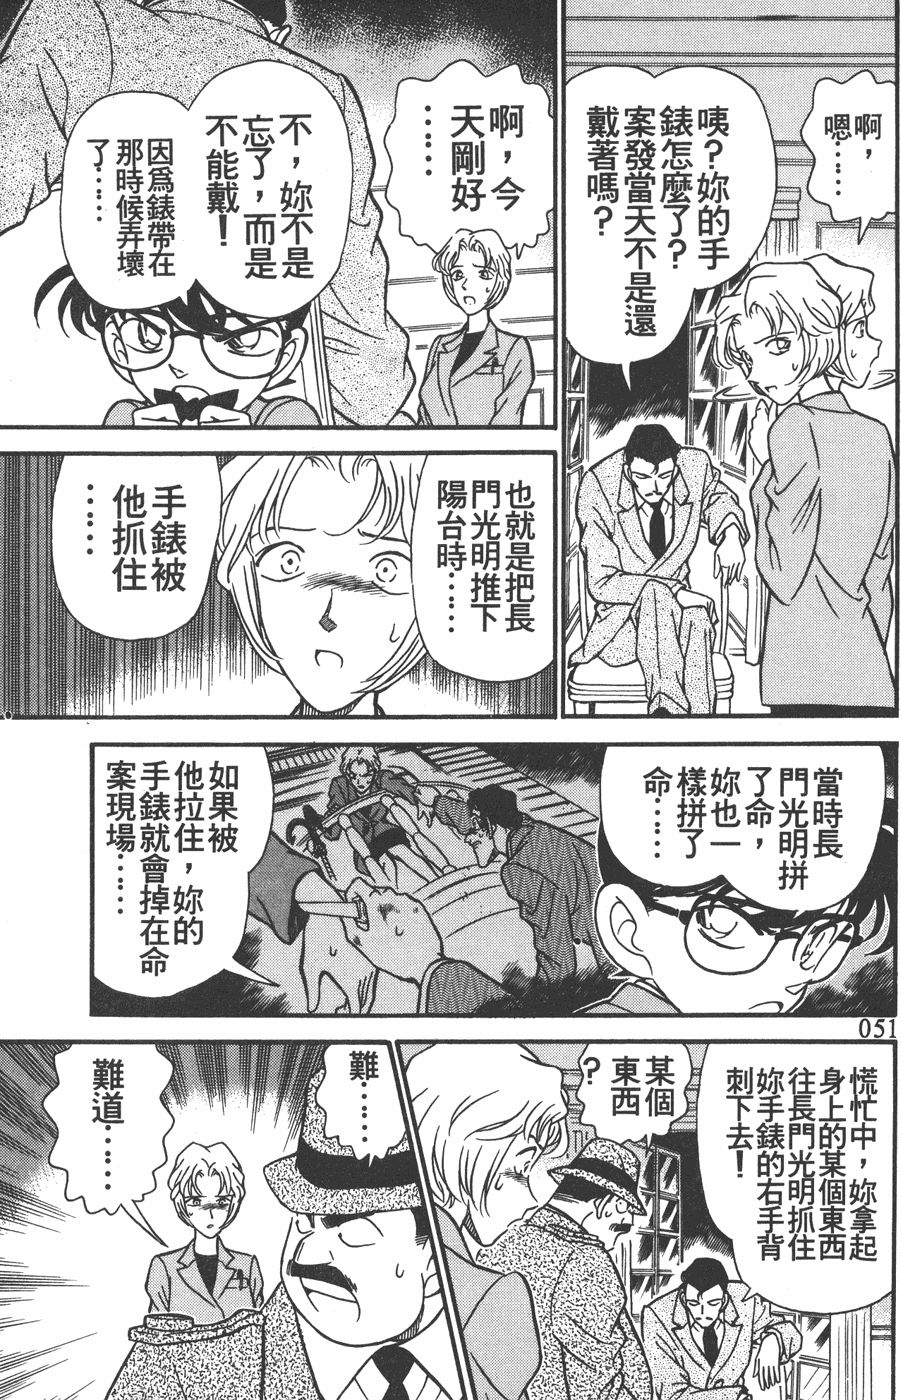 啊，
嗯……
咦？妳的手
錶怎麼了？
案發當天不是還
戴著嗎？
啊，今
天剛好
……
不，妳不是
忘了，而是
不能戴！
因為錶帶在
那時候弄壞
了……
也就是把長
門光明推下
陽台時……
手錶被
他抓住
……
當時長
門光明拼
了命，
妳也一
樣拼了
命……
如果被
他拉住，妳的
手錶就會掉在命
案現場……
慌忙中，妳拿起
身上的某個東西
往長門光明抓住
妳手錶的右手背
刺下去！
某個
東西
？
難……
難道……
051